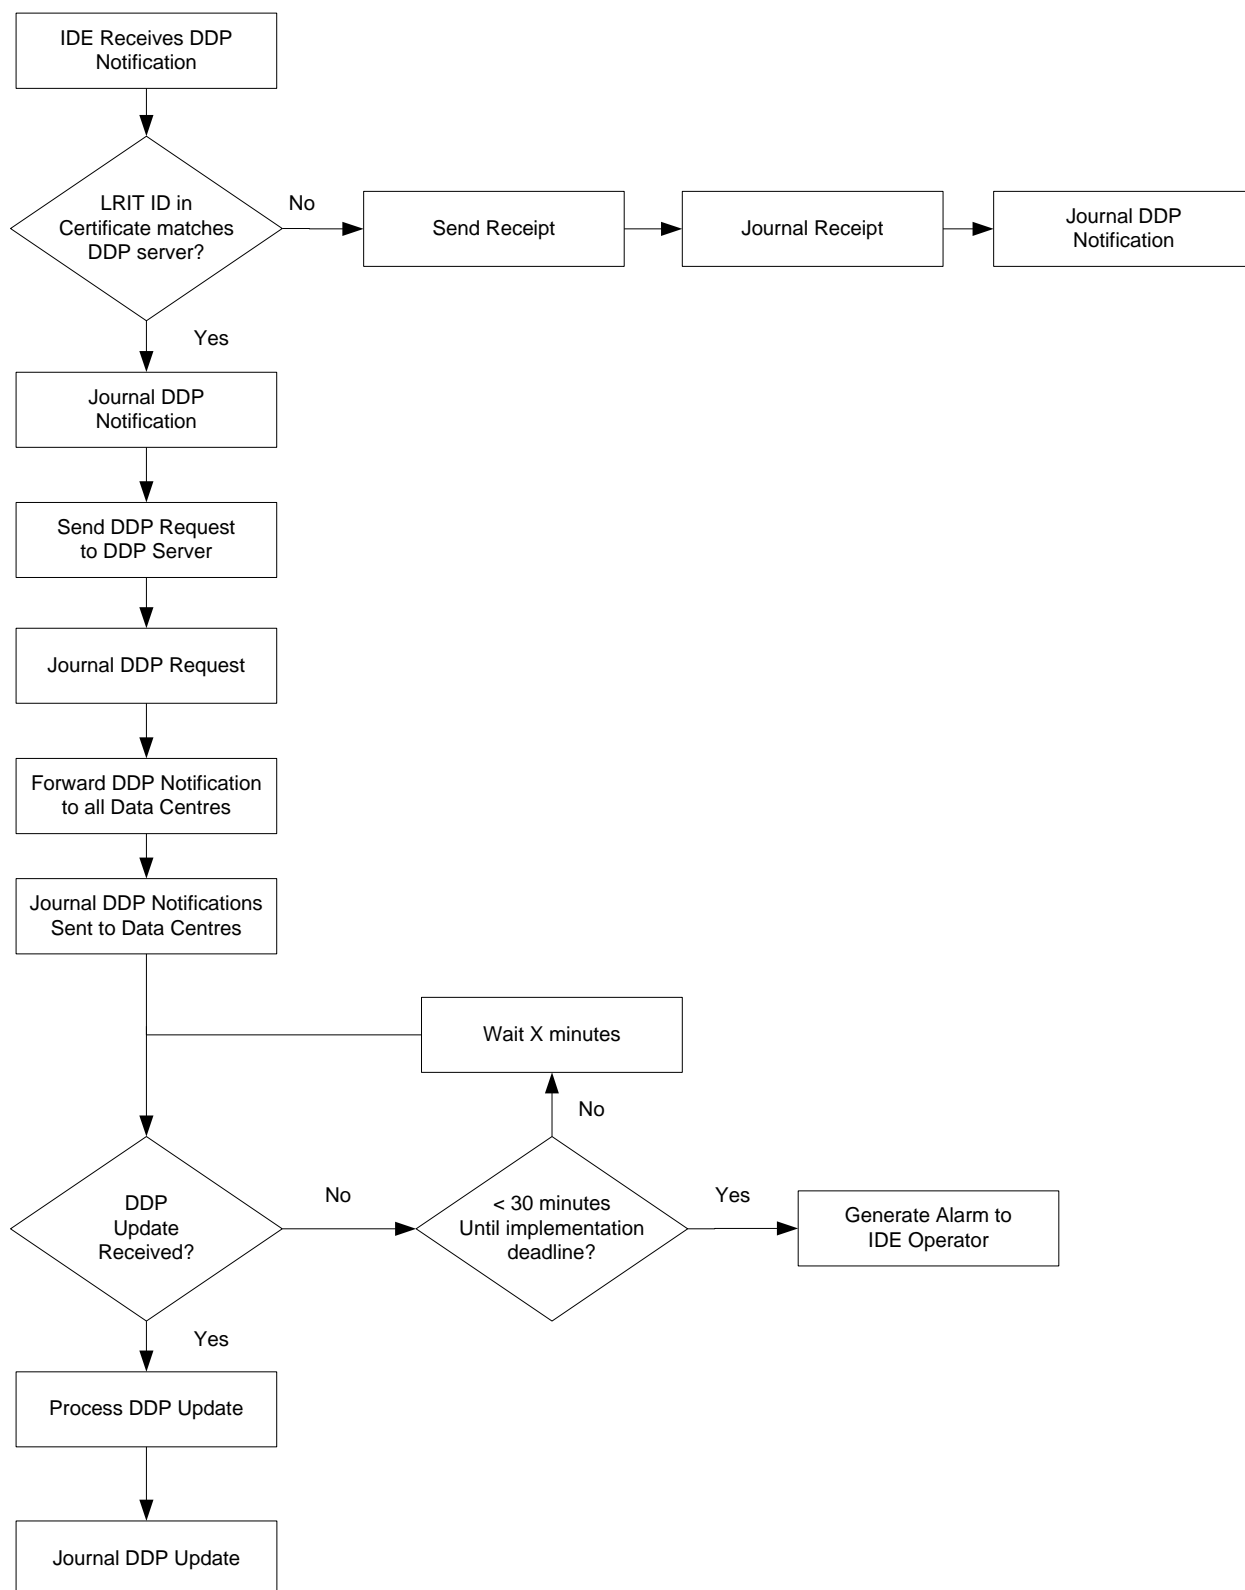 IDE Receives DDP
Notification
LRIT ID in
Certificate matches
DDP server?
No
Send Receipt
Journal Receipt
Journal DDP
Notification
Yes
Journal DDP
Notification
Send DDP Request
to DDP Server
Journal DDP Request
Forward DDP Notification
to all Data Centres
Journal DDP Notifications
Sent to Data Centres
Wait X minutes
No
DDP
Update
Received?
No
< 30 minutes
Until implementation
deadline?
Yes
Generate Alarm to
IDE Operator
Yes
Process DDP Update
Journal DDP Update